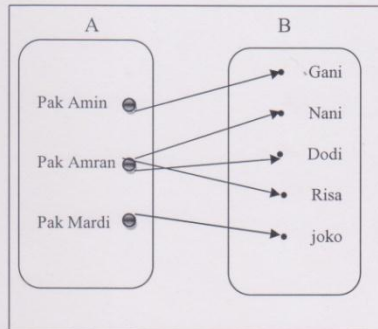 A B
Gani
Pak Amin
Nani
Pak Amran
Dodi
Risa
Pak Mardi
joko